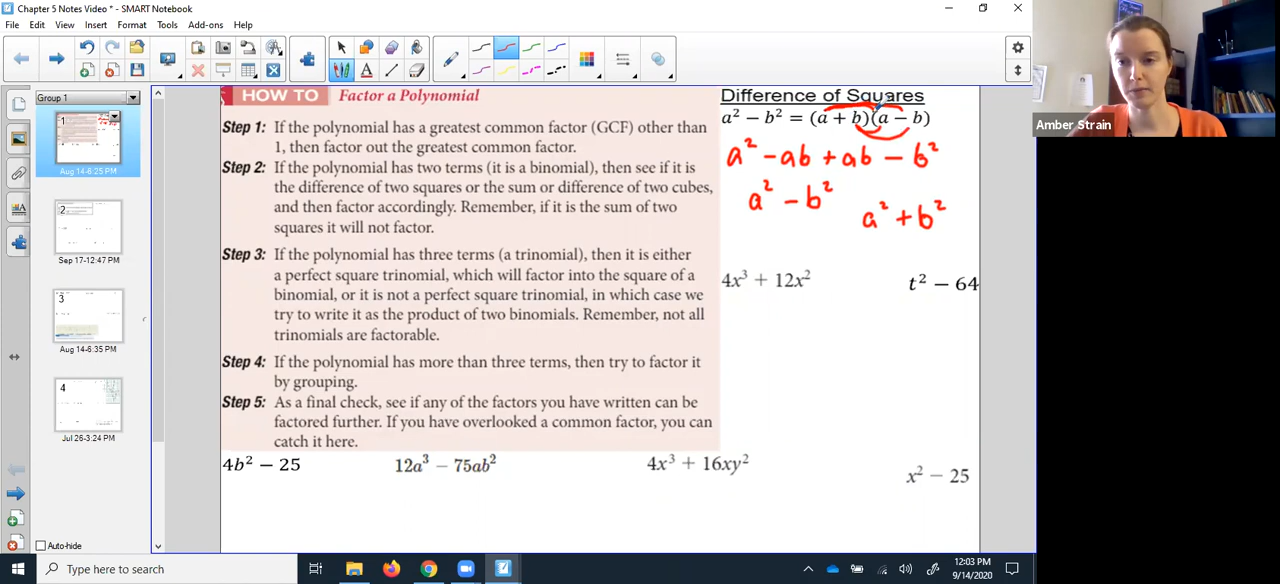 Chapter 5 Notes Video * - SMART Notebook
File Edit View Insert Format Tools Add-ons Help
Group 1
1
Aug 14-6:25 PM
2
Sep 17-12:47 PM
3
Aug 14-6:35 PM
4
Jul 26-3:24 PM
Auto-hide
HOW TO Factor a Polynomial
Step 1: If the polynomial has a greatest common factor (GCF) other than
1, then factor out the greatest common factor.
Step 2: If the polynomial has two terms (it is a binomial), then see if it is
the difference of two squares or the sum or difference of two cubes,
and then factor accordingly. Remember, if it is the sum of two
squares it will not factor.
Step 3: If the polynomial has three terms (a trinomial), then it is either
a perfect square trinomial, which will factor into the square of a
binomial, or it is not a perfect square trinomial, in which case we
try to write it as the product of two binomials. Remember, not all
trinomials are factorable.
Step 4: If the polynomial has more than three terms, then try to factor it
by grouping.
Step 5: As a final check, see if any of the factors you have written can be
factored further. If you have overlooked a common factor, you can
catch it here.
Difference of Squares
a² − b² = (a + b)(a − b)
a² - ab + ab - b²
a² - b²
a² + b²
4x³ + 12x² t² − 64
4b² − 25 12a³ − 75ab² 4x³ + 16xy² x² − 25
Amber Strain
Type here to search
12:03 PM
9/14/2020